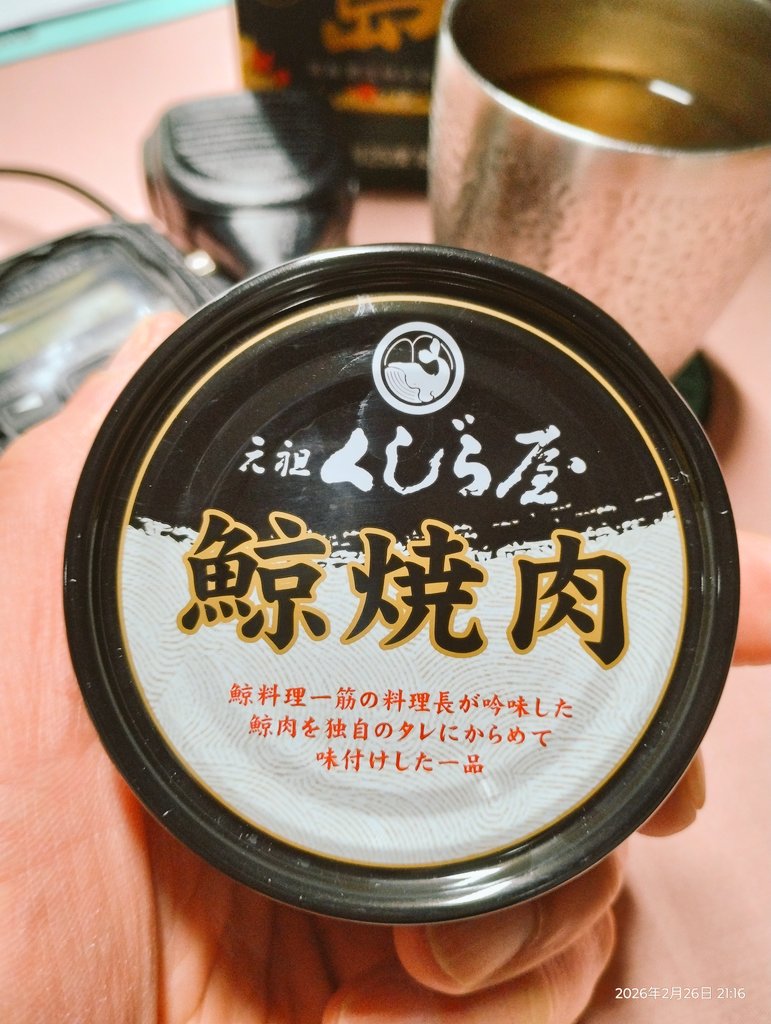 元祖くじら屋
鯨焼肉
鯨料理一筋の料理長が吟味した
鯨肉を独自のタレにからめて
味付けした一品
2026年2月26日 21:16